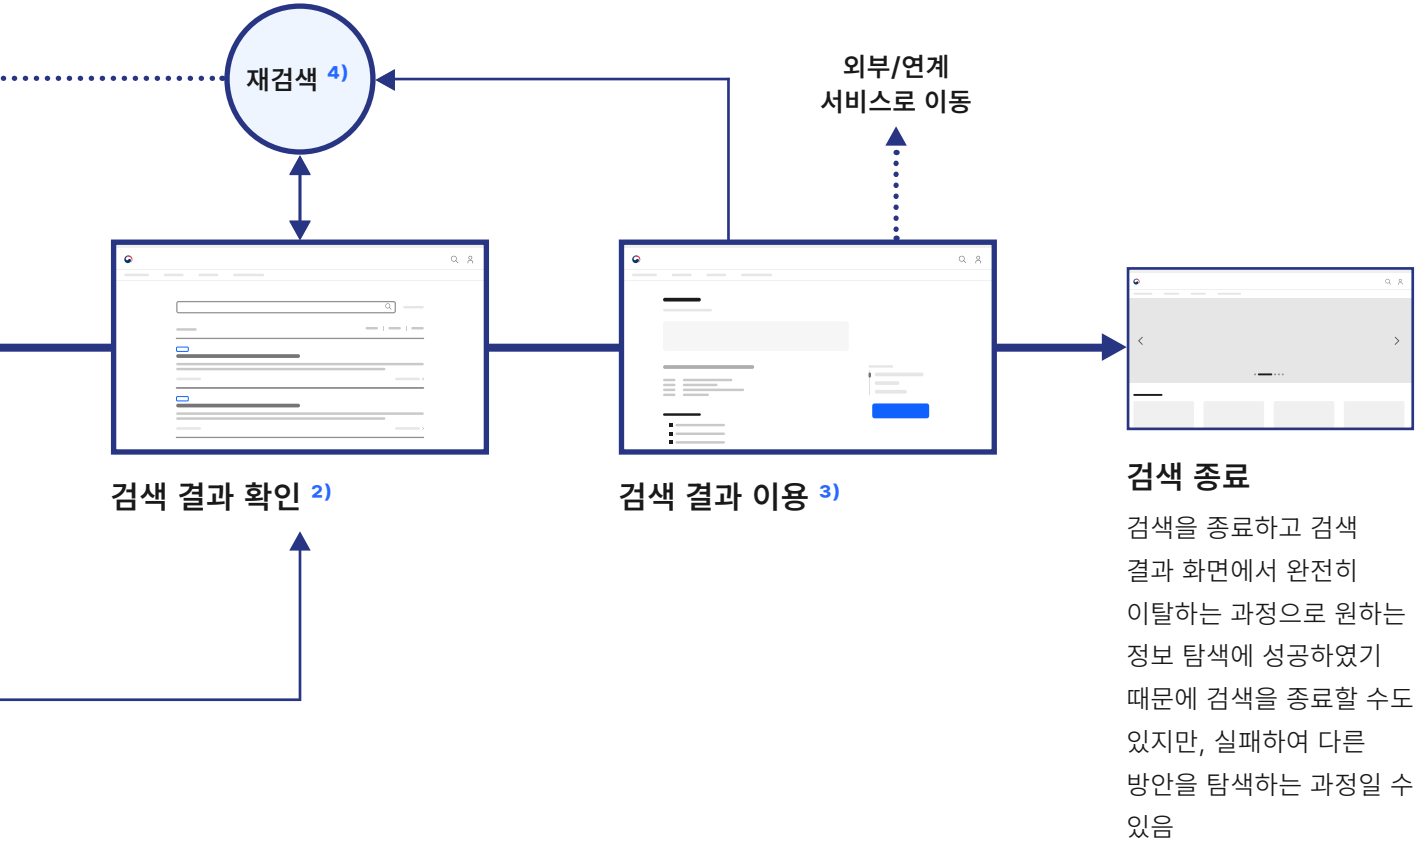 재검색 4)
외부/연계
서비스로 이동
검색 결과 확인 2)
검색 결과 이용 3)
검색 종료
검색을 종료하고 검색
결과 화면에서 완전히
이탈하는 과정으로 원하는
정보 탐색에 성공하였기
때문에 검색을 종료할 수도
있지만, 실패하여 다른
방안을 탐색하는 과정일 수
있음